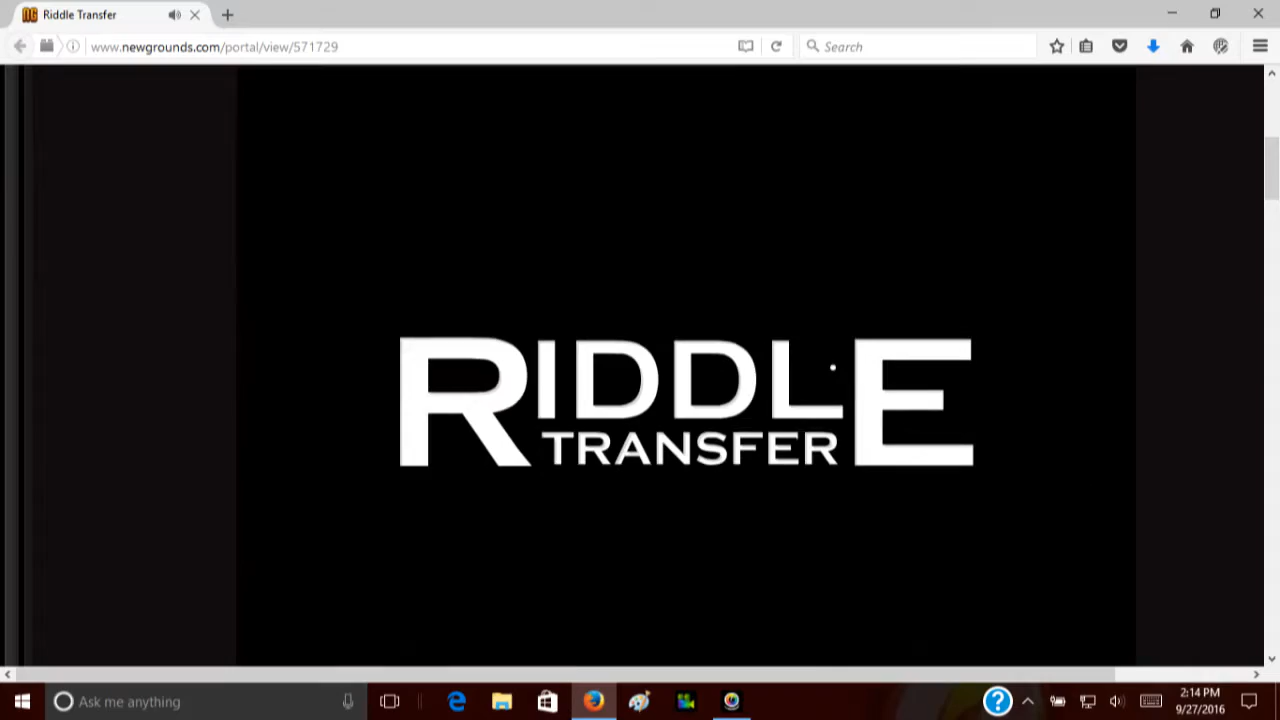 NG Riddle Transfer
www.newgrounds.com/portal/view/571729
Search
RIDDLE
TRANSFER
Ask me anything
2:14 PM
9/27/2016